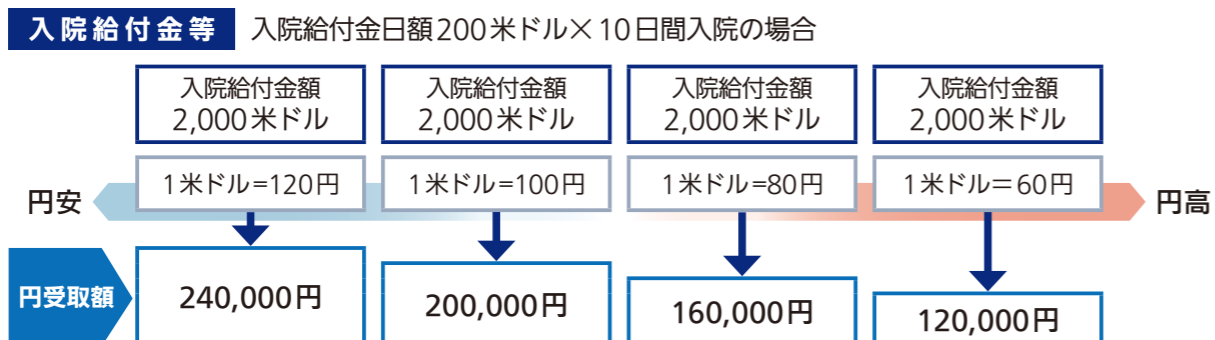 入院給付金等 入院給付金日額200米ドル×10日間入院の場合
入院給付金額
2,000米ドル
入院給付金額
2,000米ドル
入院給付金額
2,000米ドル
入院給付金額
2,000米ドル
円安
1米ドル=120円
1米ドル=100円
1米ドル=80円
1米ドル＝60円
円高
円受取額
240,000円
200,000円
160,000円
120,000円